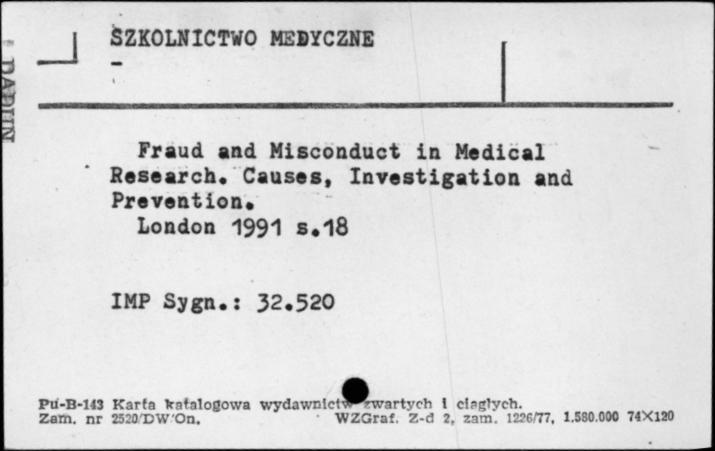 SZKOLNICTWO MEDYCZNE
-
Fraud and Misconduct in Medical
Research. Causes, Investigation and
Prevention.
London 1991 s.18
IMP Sygn.: 32.520
Pu-B-143 Karta katalogowa wydawnictw zwartych i ciągłych.
Zam. nr 2520/DW/On. WZGraf. Z-d 2, zam. 1226/77, 1.580.000 74×120